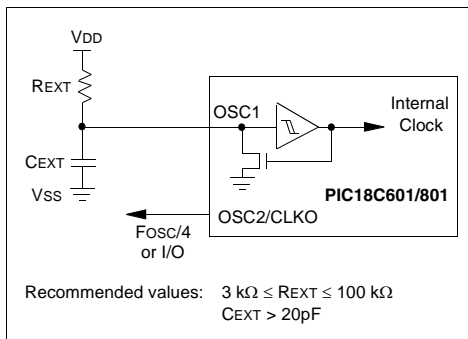 VDD
REXT
OSC1
Internal
Clock
CEXT
VSS
PIC18C601/801
OSC2/CLKO
FOSC/4
or I/O
Recommended values: 3 kΩ ≤ REXT ≤ 100 kΩ
CEXT > 20pF